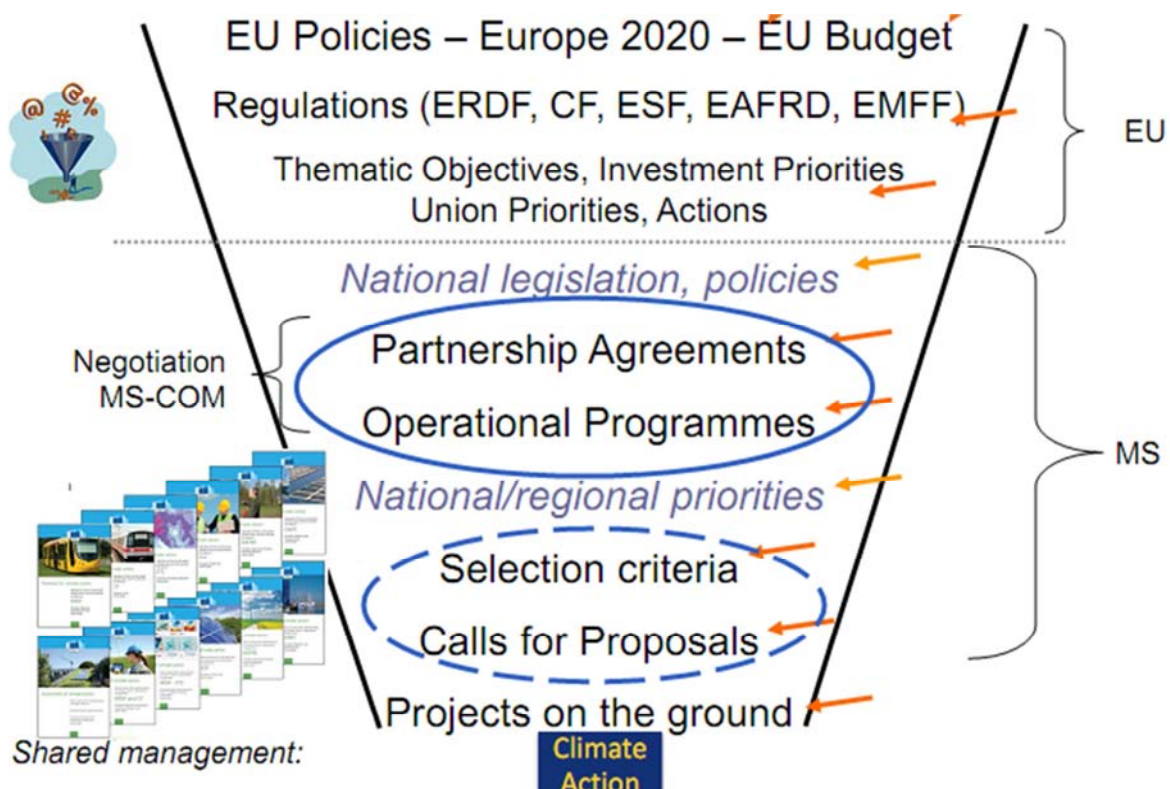 EU Policies – Europe 2020 – EU Budget
Regulations (ERDF, CF, ESF, EAFRD, EMFF)
EU
Thematic Objectives, Investment Priorities
Union Priorities, Actions
National legislation, policies
Partnership Agreements
Negotiation
MS-COM
Operational Programmes
MS
National/regional priorities
Selection criteria
Calls for Proposals
Projects on the ground
Shared management:
Climate
Action